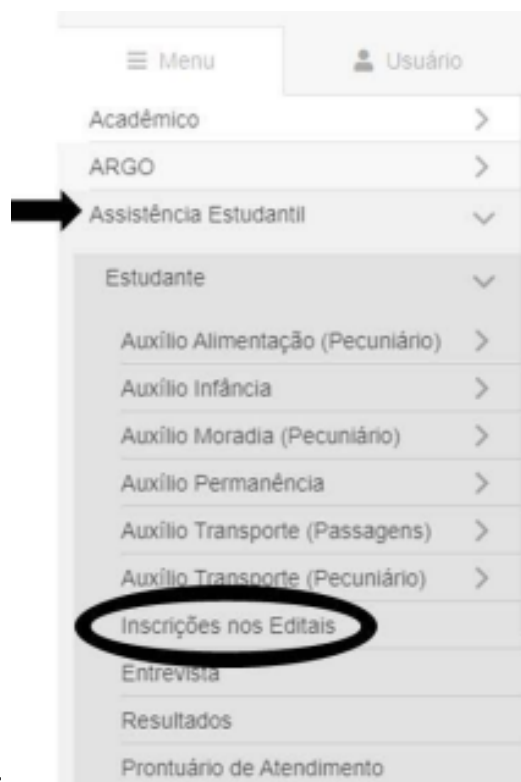 Menu Usuário
Acadêmico
ARGO
Assistência Estudantil
Estudante
Auxílio Alimentação (Pecuniário)
Auxílio Infância
Auxílio Moradia (Pecuniário)
Auxílio Permanência
Auxílio Transporte (Passagens)
Auxílio Transporte (Pecuniário)
Inscrições nos Editais
Entrevista
Resultados
Prontuário de Atendimento